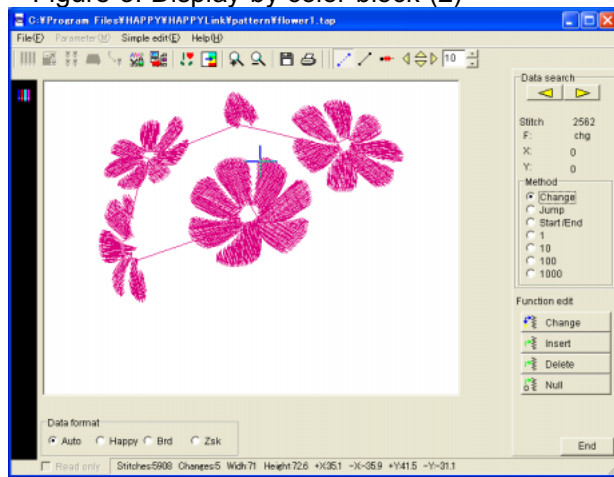 Figure 3. Display by color block (2)
C:¥Program Files¥HAPPY¥HAPPYLink¥pattern¥flower1.tap
File(F) Parameter(M) Simple edit(E) Help(H)
10
Data search
Stitch 2562
F: chg
X: 0
Y: 0
Method
Change
Jump
Start/End
1
10
100
1000
Function edit
Change
Insert
Delete
Null
Data format
Auto Happy Brd Zsk
End
Read only Stitches:5908 Changes:5 Widh:71 Height:72.6 +X:35.1 -X:-35.9 +Y:41.5 -Y:-31.1